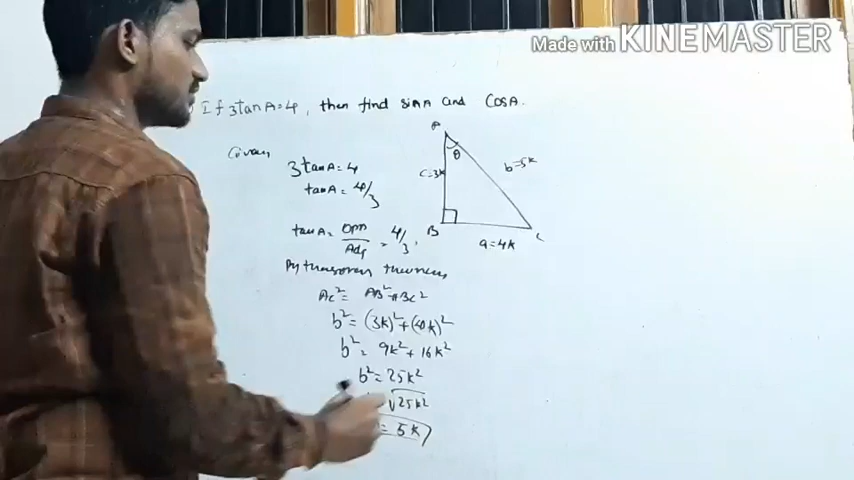 Made with KINEMASTER
If 3tanA=4, then find sinA and CosA.
Given
3tanA=4
tanA=4/3
tanA= opp/Adj = 4/3
A
θ
c=3k
b=5k
B
C
a=4k
AC²= AB²+BC²
b²= (3k)²+(4k)²
b²= 9k²+16k²
b²=25k²
√25k²
= 5k